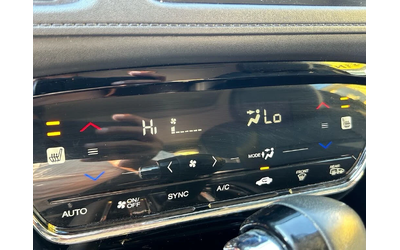 Hi Lo
MODE
AUTO ON/OFF SYNC A/C FRONT REAR